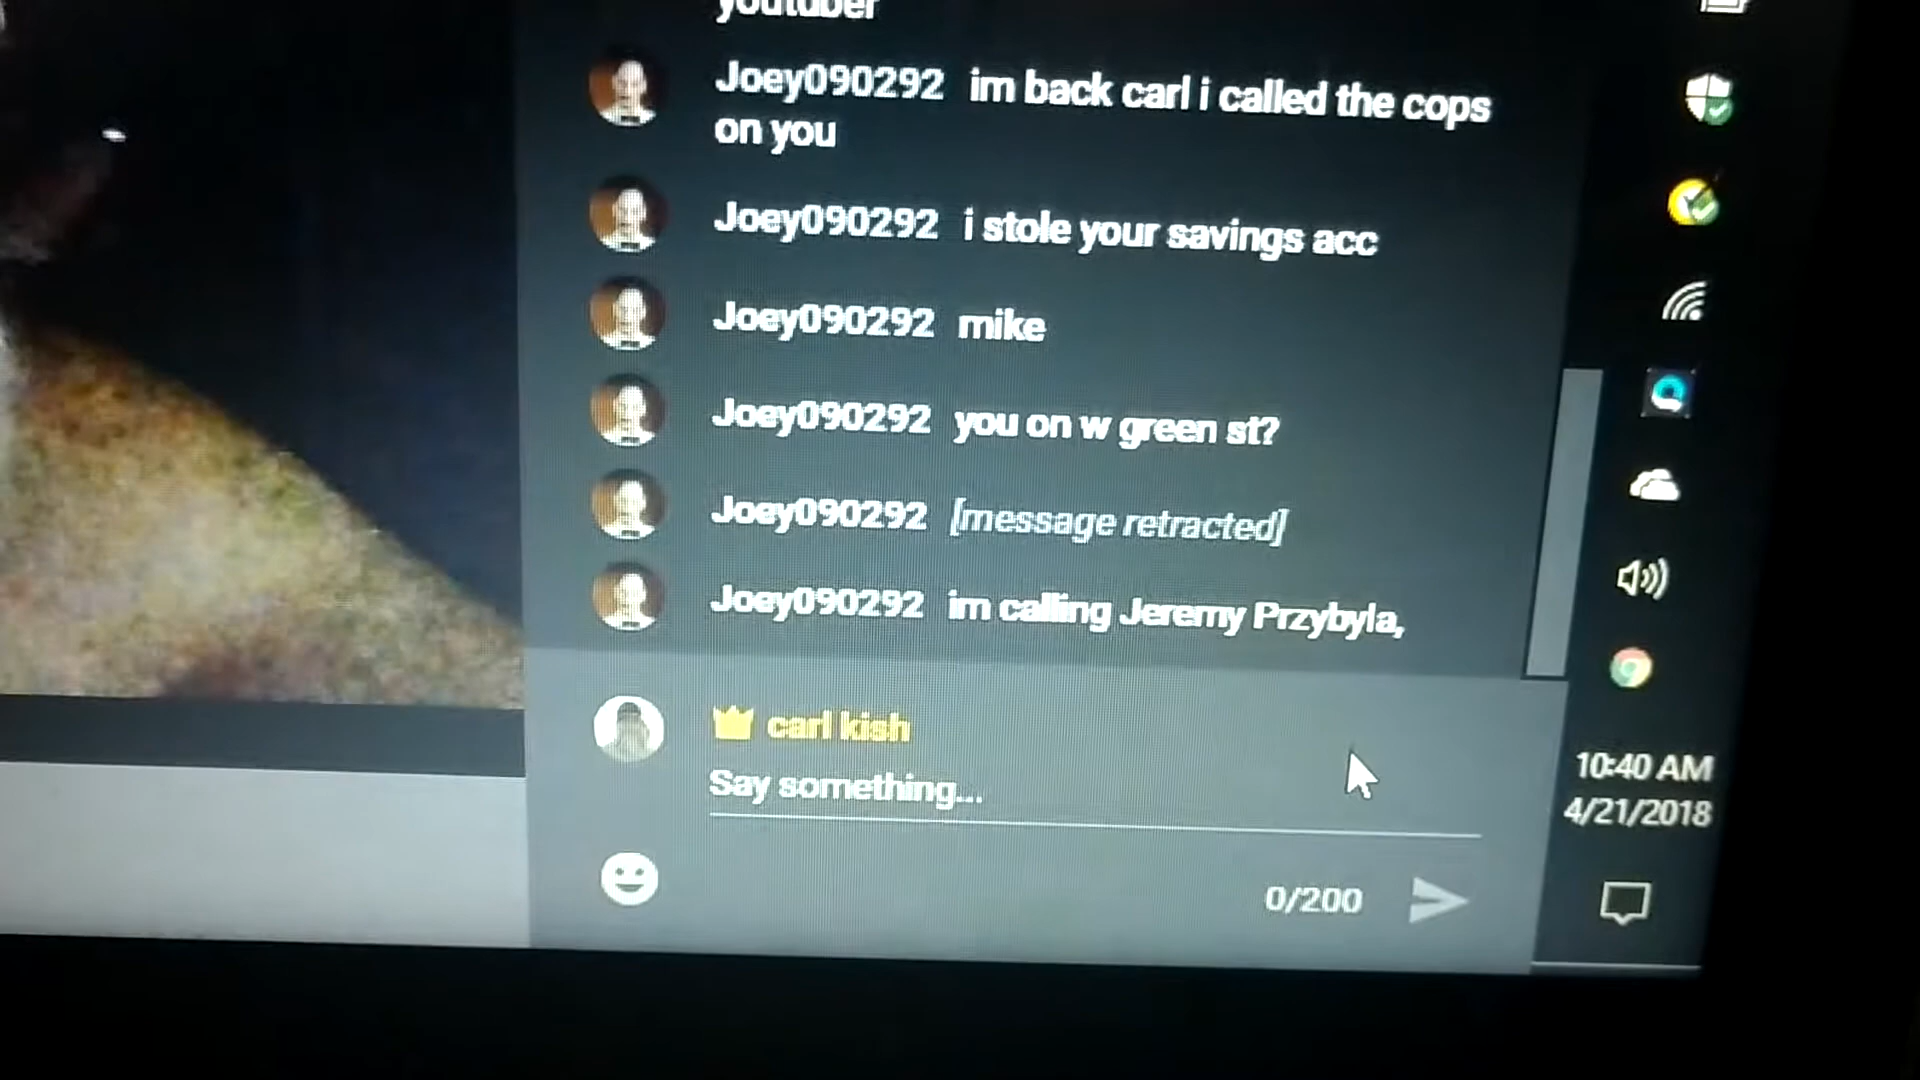 youtuber
Joey090292 im back carl i called the cops
on you
Joey090292 i stole your savings acc
Joey090292 mike
Joey090292 you on w green st?
Joey090292 [message retracted]
Joey090292 im calling Jeremy Przybyla,
carl kish
Say something...
0/200
10:40 AM
4/21/2018